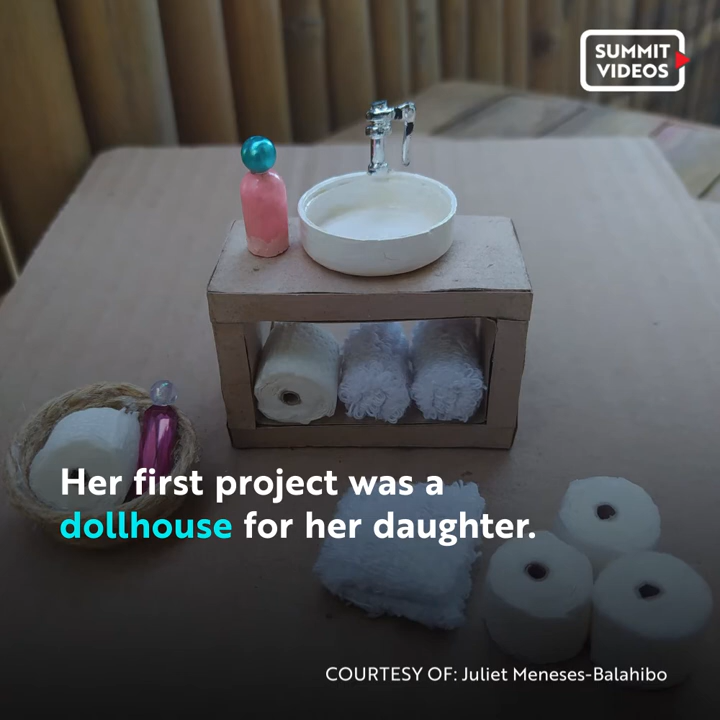 SUMMIT
VIDEOS
Her first project was a
dollhouse for her daughter.
COURTESY OF: Juliet Meneses-Balahibo